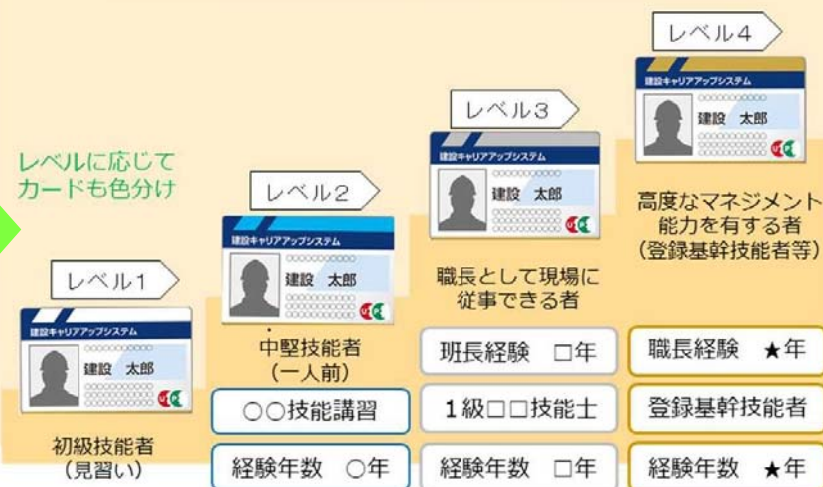 レベルに応じて
カードも色分け
レベル1
建設キャリアアップシステム
建設 太郎
初級技能者
(見習い)
レベル2
建設キャリアアップシステム
建設 太郎
中堅技能者
(一人前)
○○技能講習
経験年数 ○年
レベル3
建設キャリアアップシステム
建設 太郎
職長として現場に
従事できる者
班長経験 □年
1級□□技能士
経験年数 □年
レベル4
建設キャリアアップシステム
建設 太郎
高度なマネジメント
能力を有する者
(登録基幹技能者等)
職長経験 ★年
登録基幹技能者
経験年数 ★年